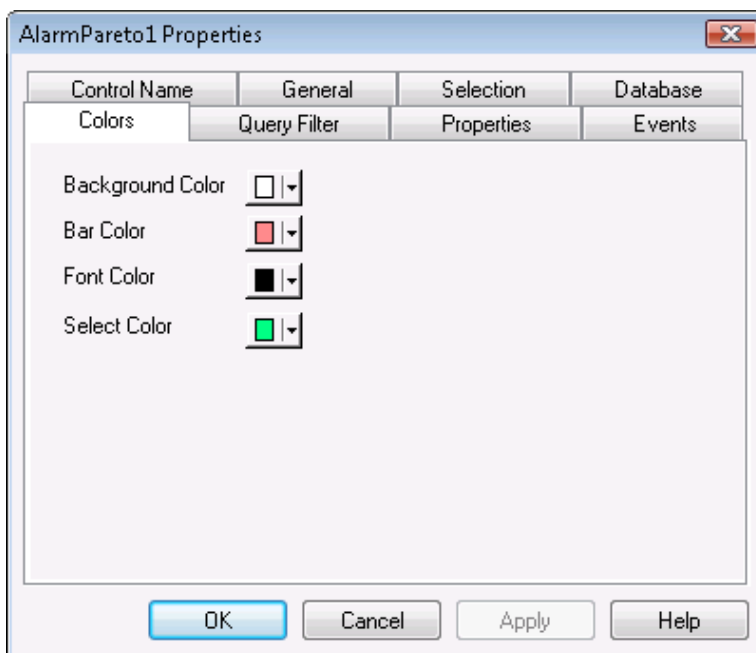 AlarmPareto1 Properties
Control Name General Selection Database
Colors Query Filter Properties Events
Background Color
Bar Color
Font Color
Select Color
OK Cancel Apply Help